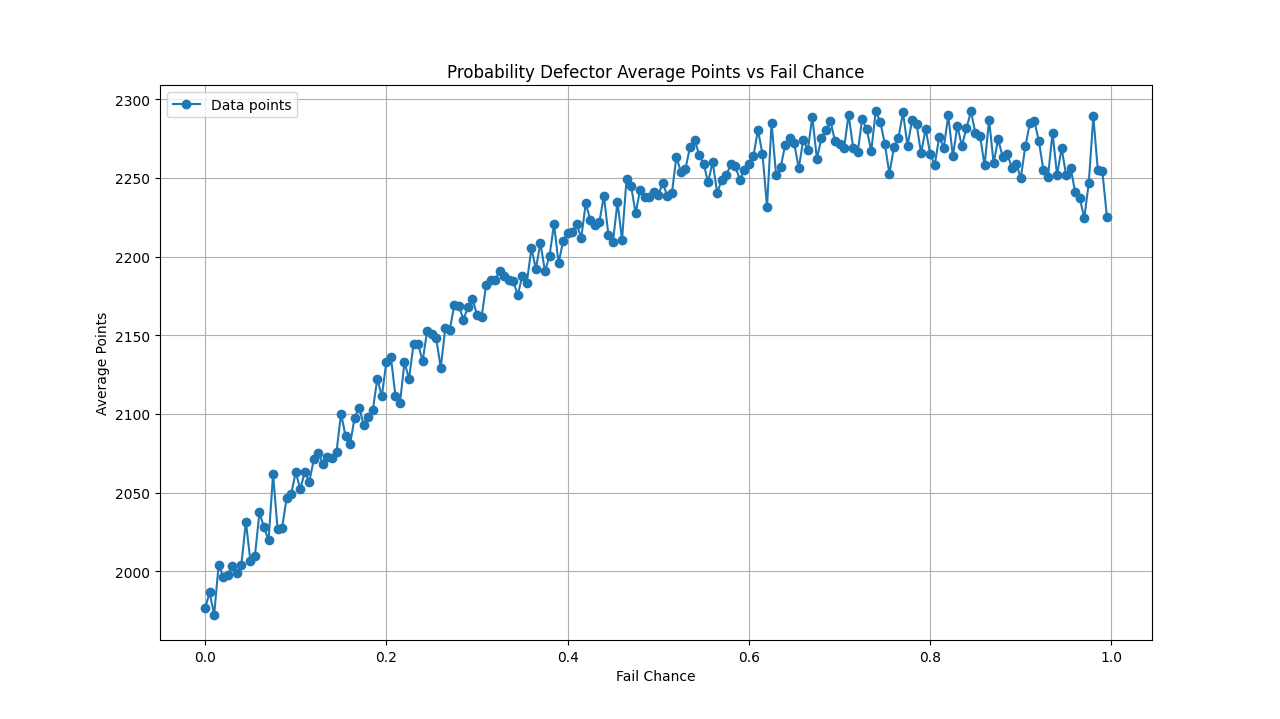 Probability Defector Average Points vs Fail Chance
Data points
2300
2250
2200
2150
2100
2050
2000
Average Points
0.0 0.2 0.4 0.6 0.8 1.0
Fail Chance